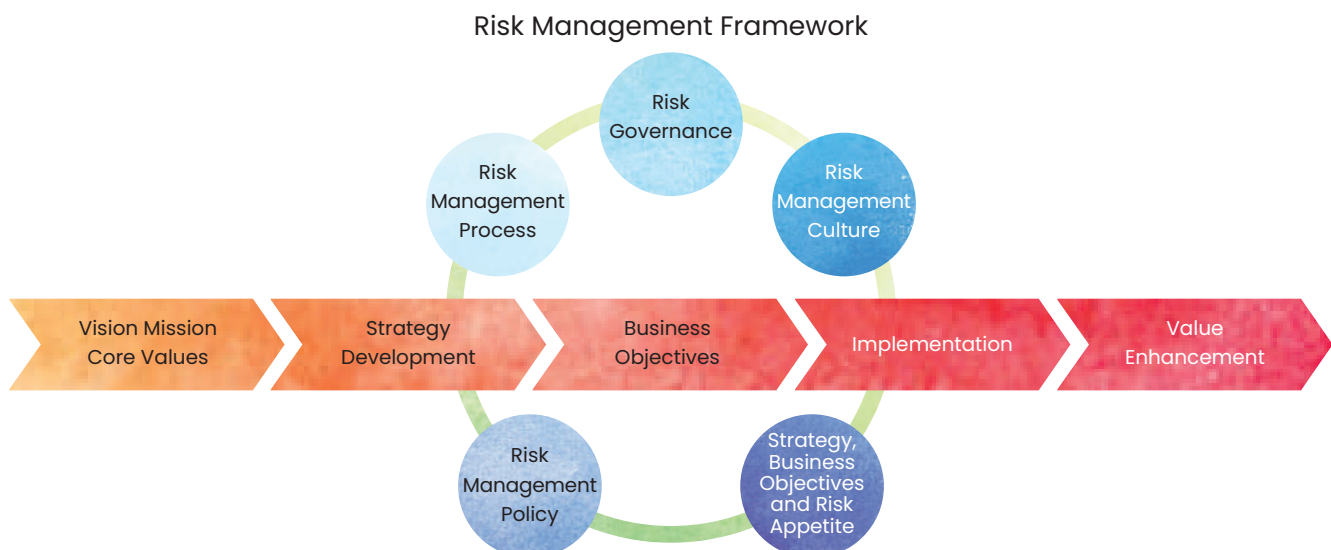 Risk Management Framework
Risk
Governance
Risk
Management
Process
Risk
Management
Culture
Vision Mission
Core Values
Strategy
Development
Business
Objectives
Implementation
Value
Enhancement
Risk
Management
Policy
Strategy,
Business
Objectives
and Risk
Appetite